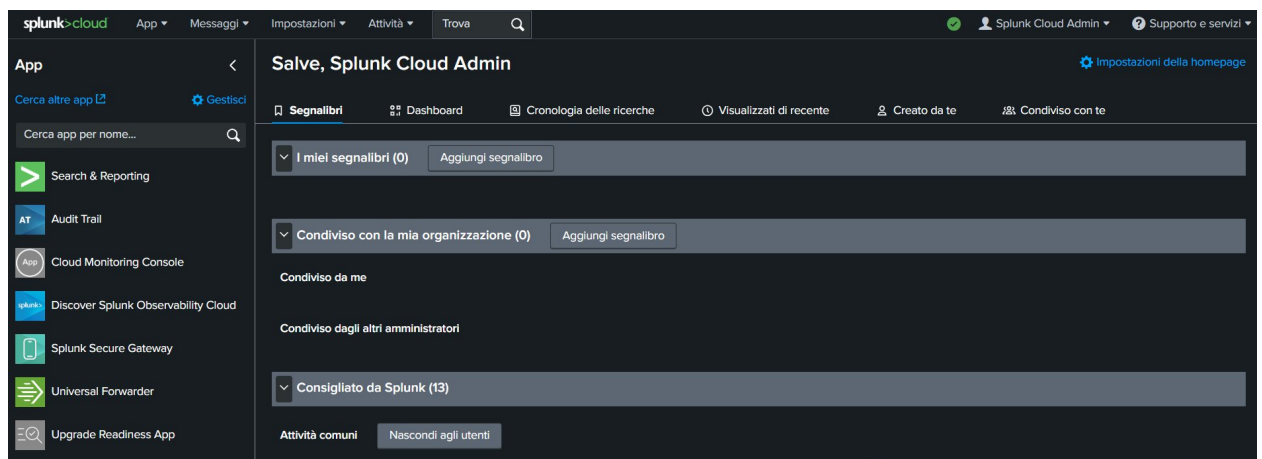 splunk>cloud App Messaggi Impostazioni Attività Trova Splunk Cloud Admin Supporto e servizi
App
Cerca altre app Gestisci
Cerca app per nome...
Search & Reporting
AT Audit Trail
App Cloud Monitoring Console
splunk> Discover Splunk Observability Cloud
Splunk Secure Gateway
Universal Forwarder
Upgrade Readiness App
Salve, Splunk Cloud Admin
Impostazioni della homepage
Segnalibri Dashboard Cronologia delle ricerche Visualizzati di recente Creato da te Condiviso con te
I miei segnalibri (0) Aggiungi segnalibro
Condiviso con la mia organizzazione (0) Aggiungi segnalibro
Condiviso da me
Condiviso dagli altri amministratori
Consigliato da Splunk (13)
Attività comuni Nascondi agli utenti